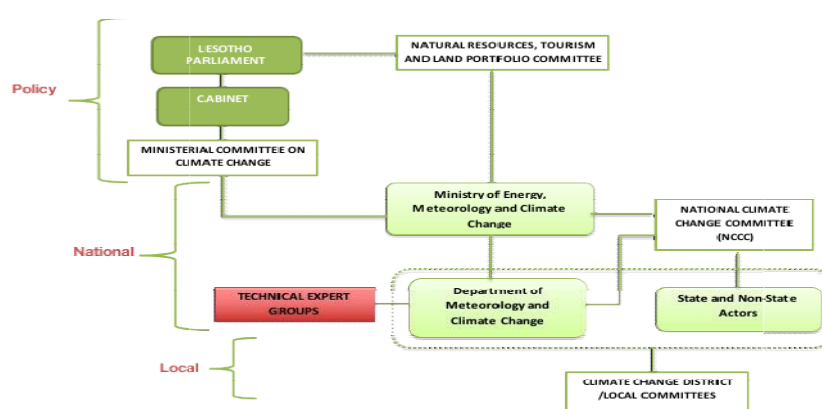 LESOTHO
PARLIAMENT
NATURAL RESOURCES, TOURISM
AND LAND PORTFOLIO COMMITTEE
Policy
CABINET
MINISTERIAL COMMITTEE ON
CLIMATE CHANGE
Ministry of Energy,
Meteorology and Climate
Change
NATIONAL CLIMATE
CHANGE COMMITTEE
(NCCC)
National
TECHNICAL EXPERT
GROUPS
Department of
Meteorology and
Climate Change
State and Non-State
Actors
Local
CLIMATE CHANGE DISTRICT
/LOCAL COMMITTEES